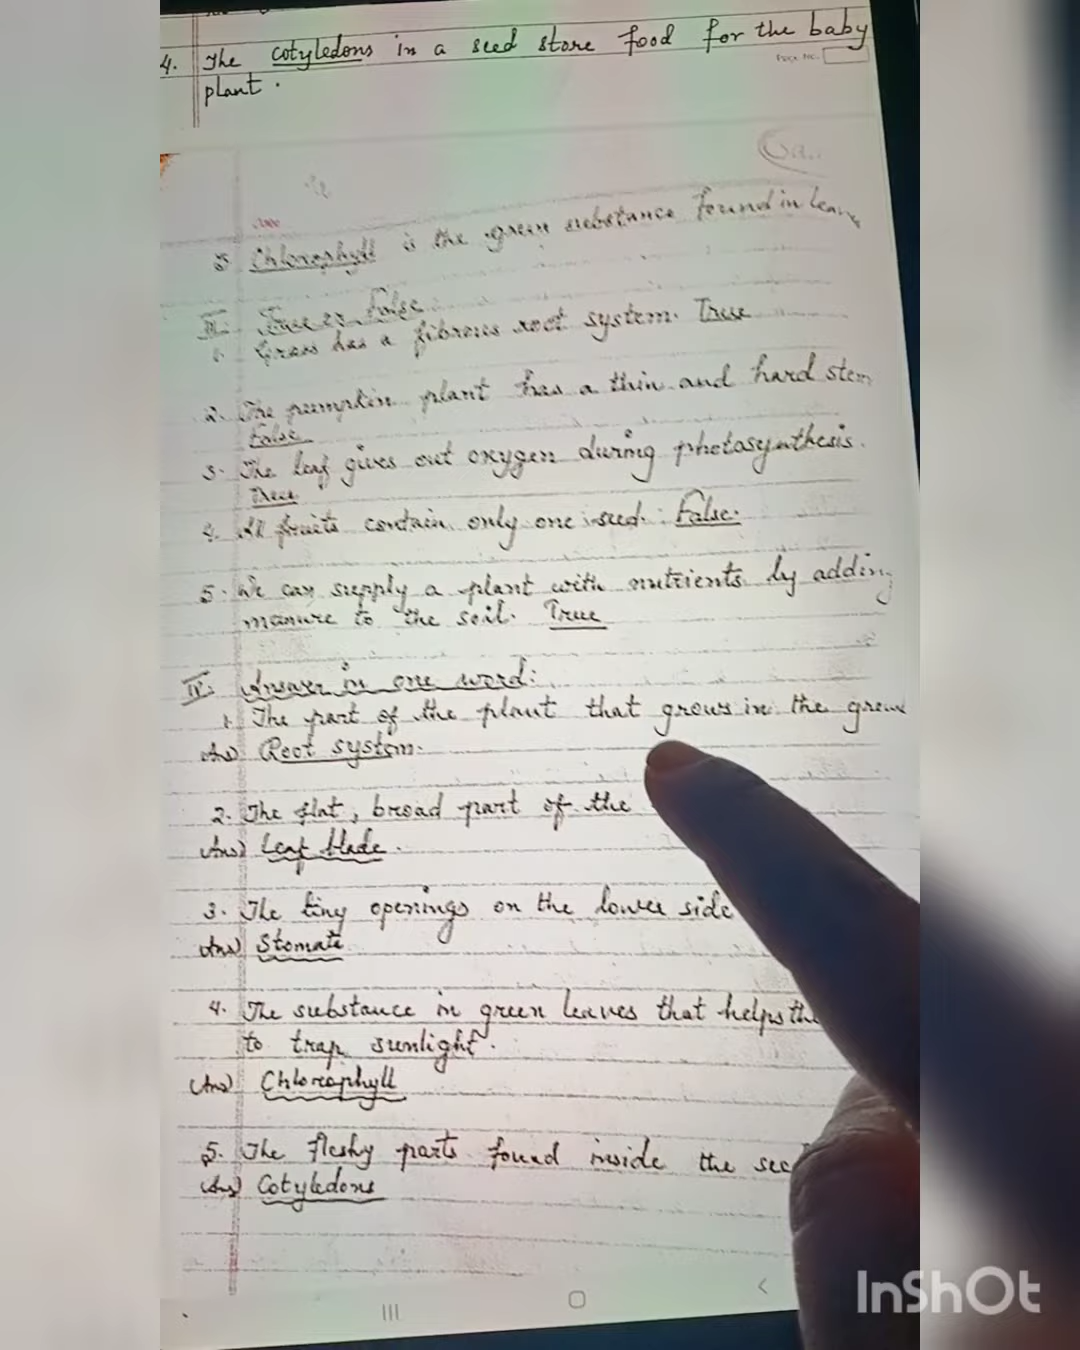 4. The cotyledons in a seed store food for the baby
Page No.
plant.
5 Chlorophyll is the green substance found in leav
III. True or False.
1. Grass has a fibrous root system. True
2. The pumpkin plant has a thin and hard stem
False
3. The leaf gives out oxygen during photosynthesis.
True
4. All fruits contain only one seed. False.
5. We can supply a plant with nutrients by adding
manure to the soil. True
IV. Answer in one word:
1. The part of the plant that grows in the
Ans) Root system.
2. The flat, broad part of the
Ans) Leaf blade.
3. The tiny openings on the lower side
Ans) Stomata
4. The substance in green leaves that helps
to trap sunlight.
Ans) Chlorophyll
5. The fleshy parts found inside the
Ans) Cotyledons
InShOt